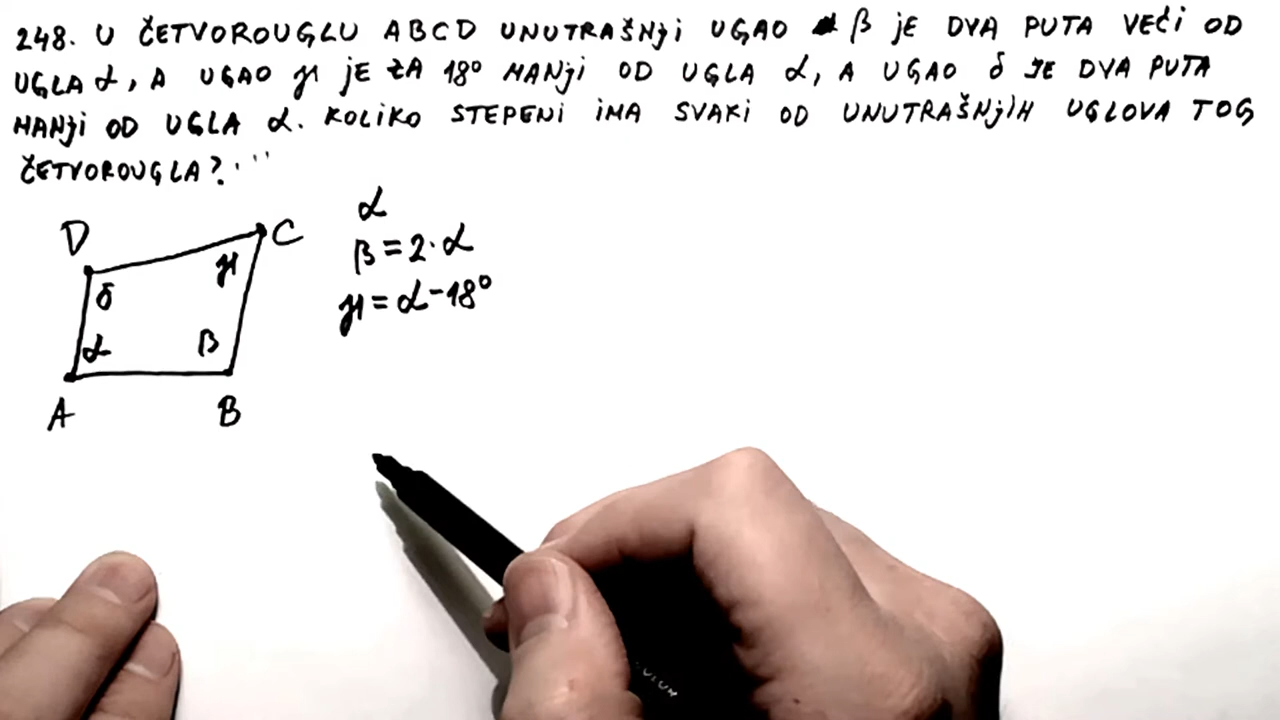 248. U ČETVOROUGLU ABCD UNUTRAŠNJI UGAO β JE DVA PUTA VEĆI OD
UGLA α, A UGAO γ JE ZA 18° MANJI OD UGLA α, A UGAO δ JE DVA PUTA
MANJI OD UGLA α. KOLIKO STEPENI IMA SVAKI OD UNUTRAŠNJIH UGLOVA TOG
ČETVOROUGLA?
α
D C
β = 2·α
γ
δ
γ = α - 18°
α β
A B